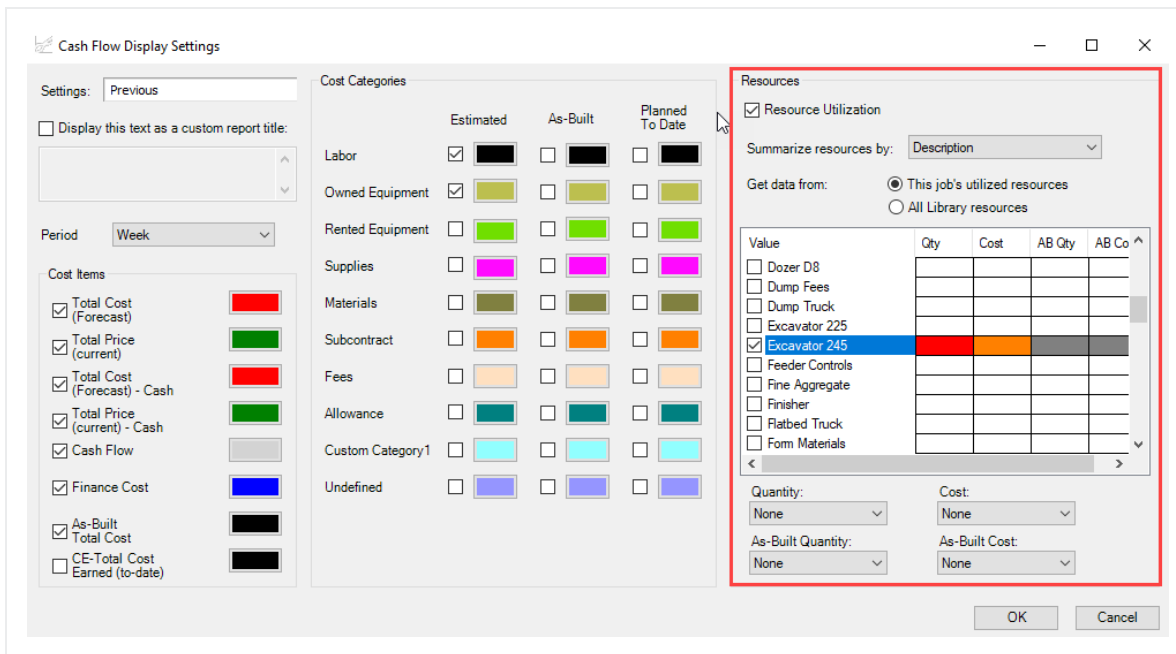 Cash Flow Display Settings
Settings: Previous
Display this text as a custom report title:
Period Week
Cost Items
Total Cost
(Forecast)
Total Price
(current)
Total Cost
(Forecast) - Cash
Total Price
(current) - Cash
Cash Flow
Finance Cost
As-Built
Total Cost
CE-Total Cost
Earned (to-date)
Cost Categories
Estimated As-Built Planned
To Date
Labor
Owned Equipment
Rented Equipment
Supplies
Materials
Subcontract
Fees
Allowance
Custom Category1
Undefined
Resources
Resource Utilization
Summarize resources by: Description
Get data from: This job's utilized resources
All Library resources
Value Qty Cost AB Qty AB Co
Dozer D8
Dump Fees
Dump Truck
Excavator 225
Excavator 245
Feeder Controls
Fine Aggregate
Finisher
Flatbed Truck
Form Materials
Quantity: Cost:
None None
As-Built Quantity: As-Built Cost:
None None
OK Cancel